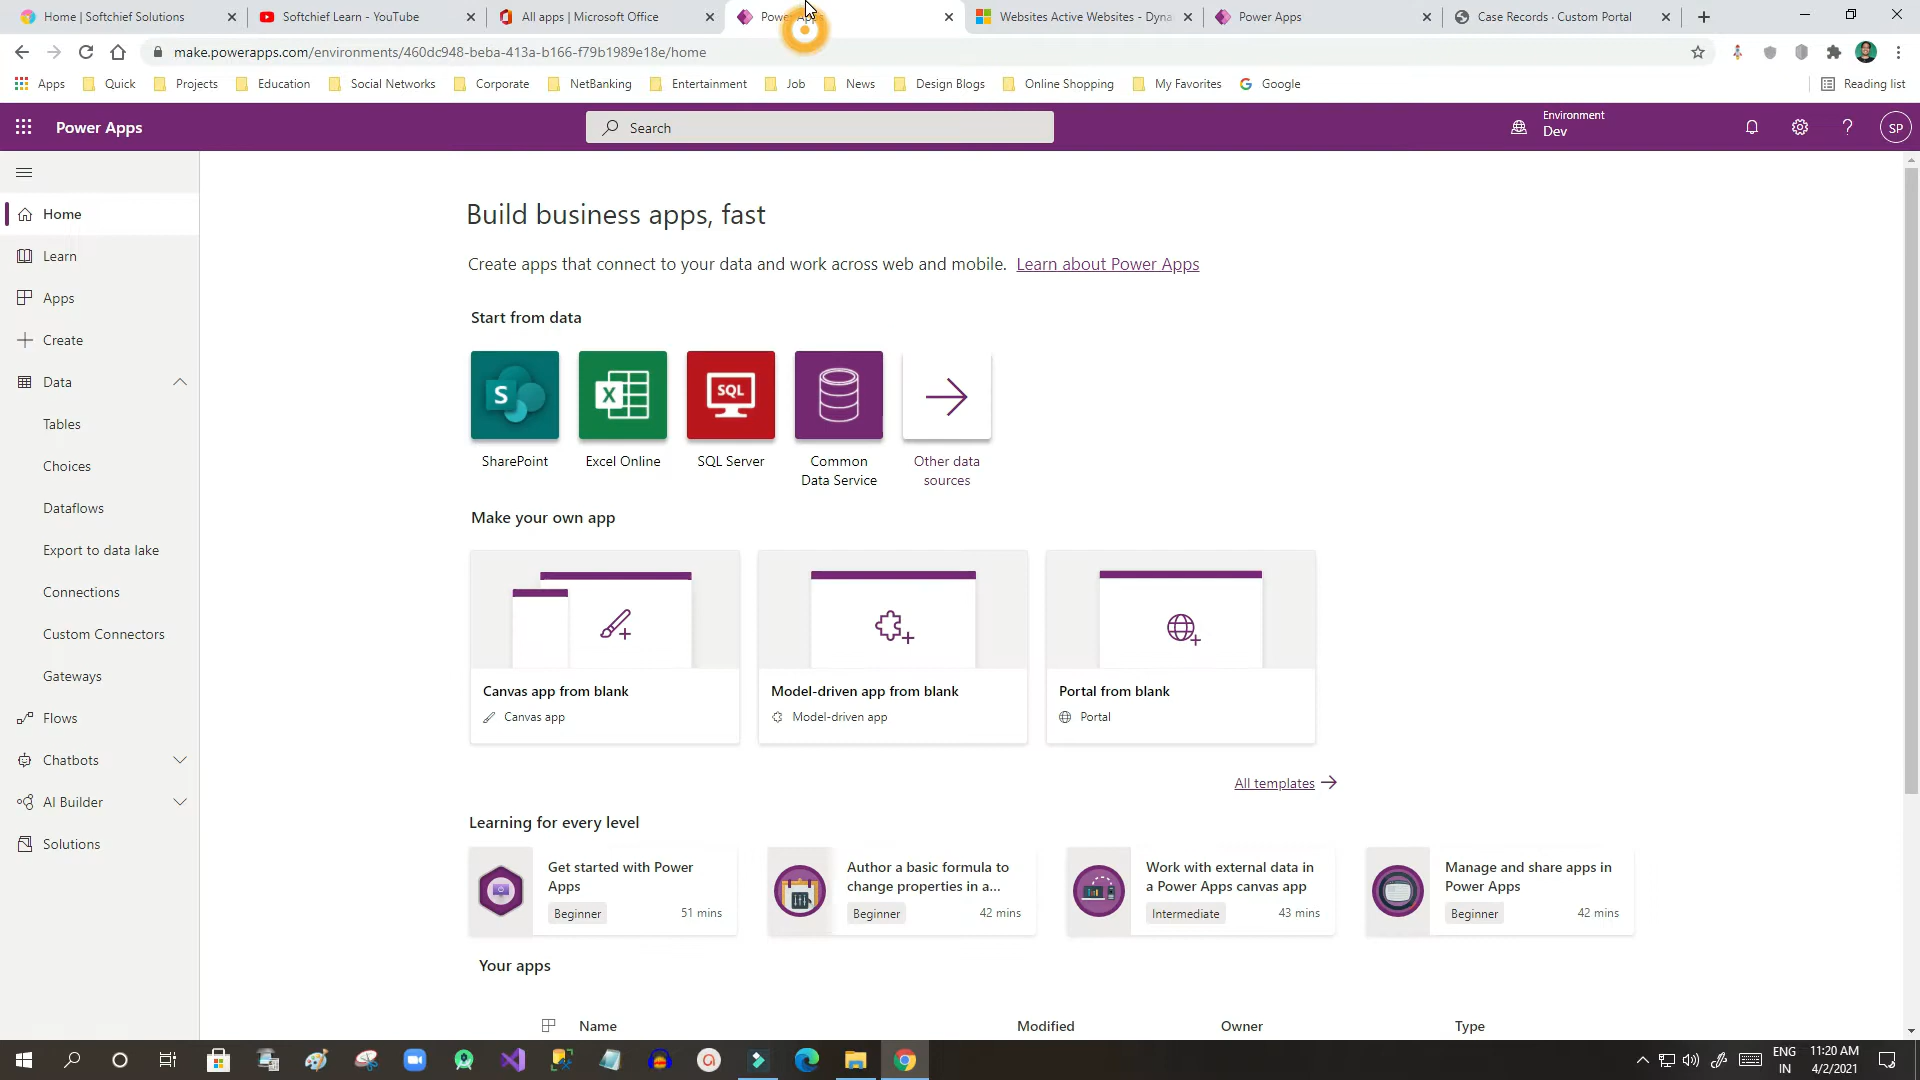 Home | Softchief Solutions
Softchief Learn - YouTube
All apps | Microsoft Office
Websites Active Websites - Dyna
Power Apps
Case Records · Custom Portal
make.powerapps.com/environments/460dc948-beba-413a-b166-f79b1989e18e/home
Apps
Quick
Projects
Education
Social Networks
Corporate
NetBanking
Entertainment
Job
News
Design Blogs
Online Shopping
My Favorites
Google
Reading list
Power Apps
Search
Environment
Dev
SP
Home
Learn
Apps
Create
Data
Tables
Choices
Dataflows
Export to data lake
Connections
Custom Connectors
Gateways
Flows
Chatbots
AI Builder
Solutions
Build business apps, fast
Create apps that connect to your data and work across web and mobile. Learn about Power Apps
Start from data
S
X
SQL
SharePoint
Excel Online
SQL Server
Common
Data Service
Other data
sources
Make your own app
Canvas app from blank
Canvas app
Model-driven app from blank
Model-driven app
Portal from blank
Portal
All templates
Learning for every level
Get started with Power
Apps
Beginner
51 mins
Author a basic formula to
change properties in a...
Beginner
42 mins
Work with external data in
a Power Apps canvas app
Intermediate
43 mins
Manage and share apps in
Power Apps
Beginner
42 mins
Your apps
Name
Modified
Owner
Type
ENG
IN
11:20 AM
4/2/2021